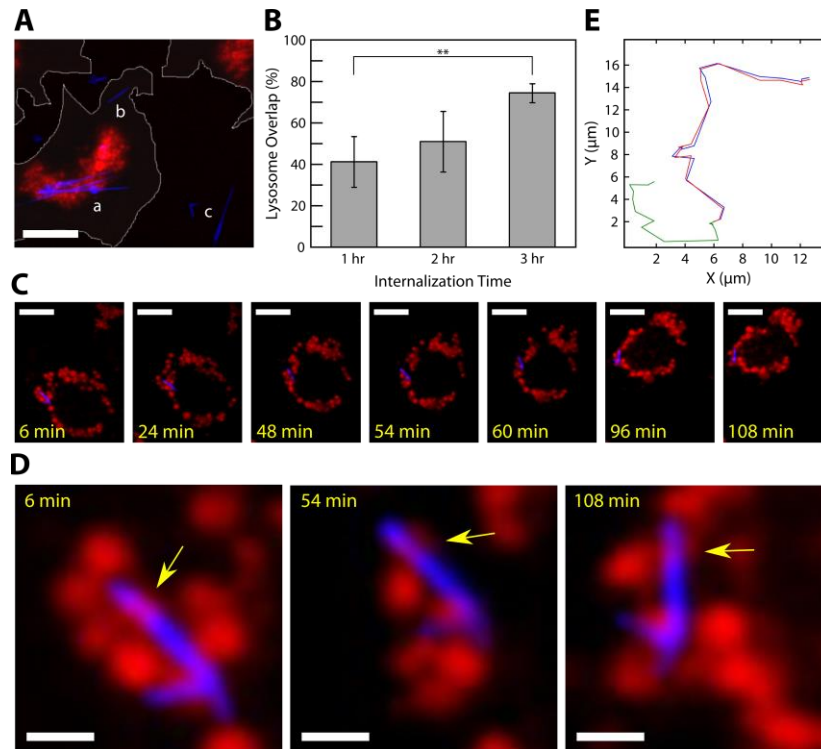 A
b
a
c
B
**
100
80
60
40
20
0
Lysosome Overlap (%)
1 hr 2 hr 3 hr
Internalization Time
E
16
14
12
10
8
6
4
2
Y (µm)
2 4 6 8 10 12
X (µm)
C
6 min
24 min
48 min
54 min
60 min
96 min
108 min
D
6 min
54 min
108 min